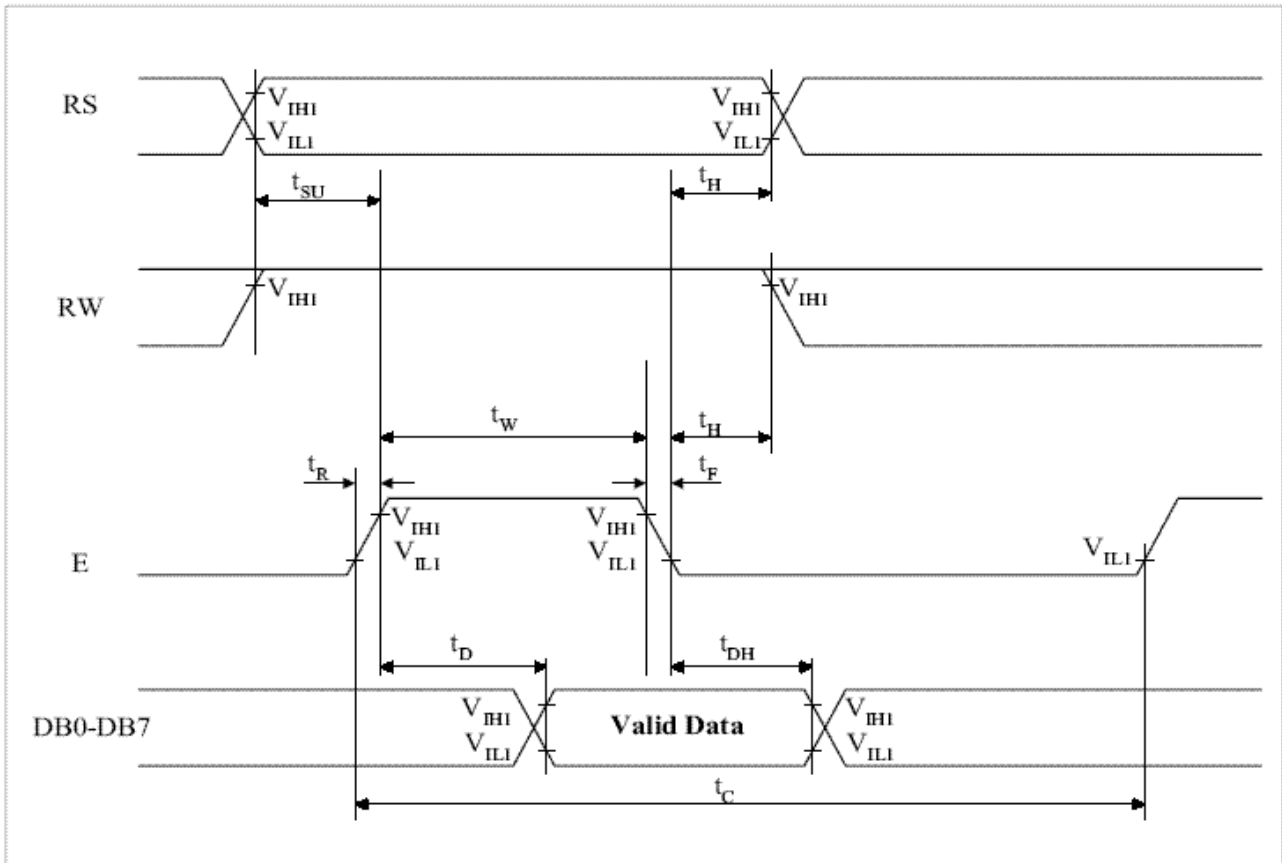 RS
V_IH1
V_IL1
V_IH1
V_IL1
t_SU
t_H
RW
V_IH1
V_IH1
t_W
t_H
t_R
t_F
E
V_IH1
V_IL1
V_IH1
V_IL1
V_IL1
t_D
t_DH
DB0-DB7
V_IH1
V_IL1
Valid Data
V_IH1
V_IL1
t_C